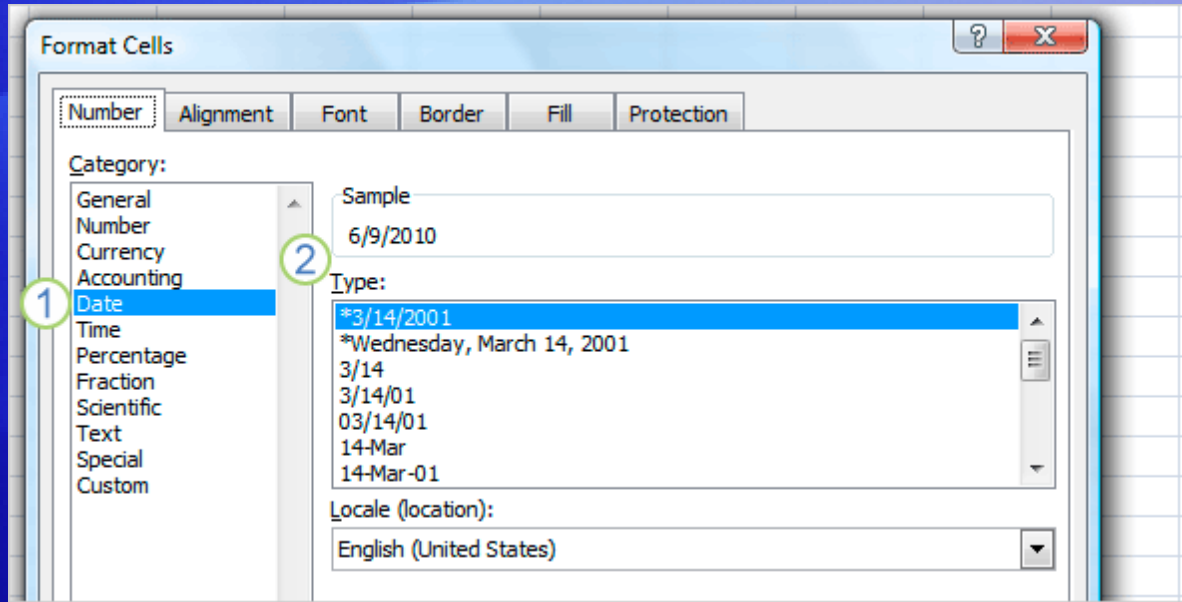 Format Cells
Number Alignment Font Border Fill Protection
Category:
General
Number
Currency
Accounting
1 Date
Time
Percentage
Fraction
Scientific
Text
Special
Custom
Sample
6/9/2010
2
Type:
*3/14/2001
*Wednesday, March 14, 2001
3/14
3/14/01
03/14/01
14-Mar
14-Mar-01
Locale (location):
English (United States)